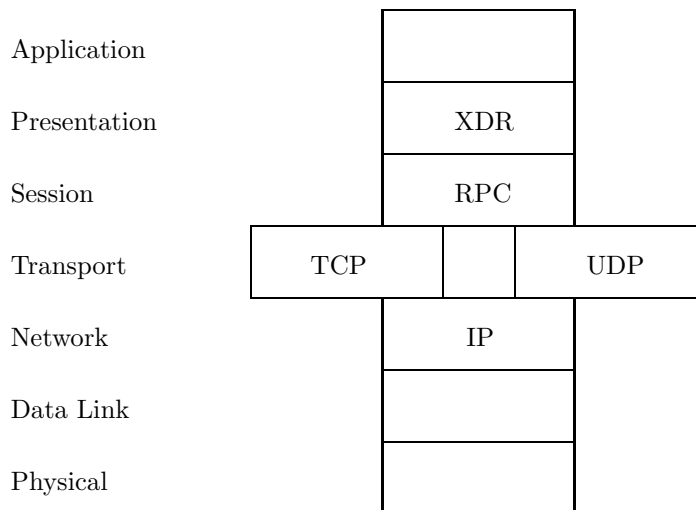 Application
Presentation XDR
Session RPC
Transport TCP UDP
Network IP
Data Link
Physical